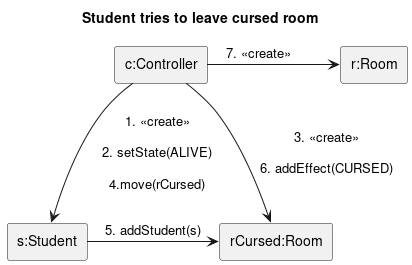 Student tries to leave cursed room
c:Controller
7. «create»
r:Room
1. «create»
2. setState(ALIVE)
4.move(rCursed)
3. «create»
6. addEffect(CURSED)
s:Student
5. addStudent(s)
rCursed:Room